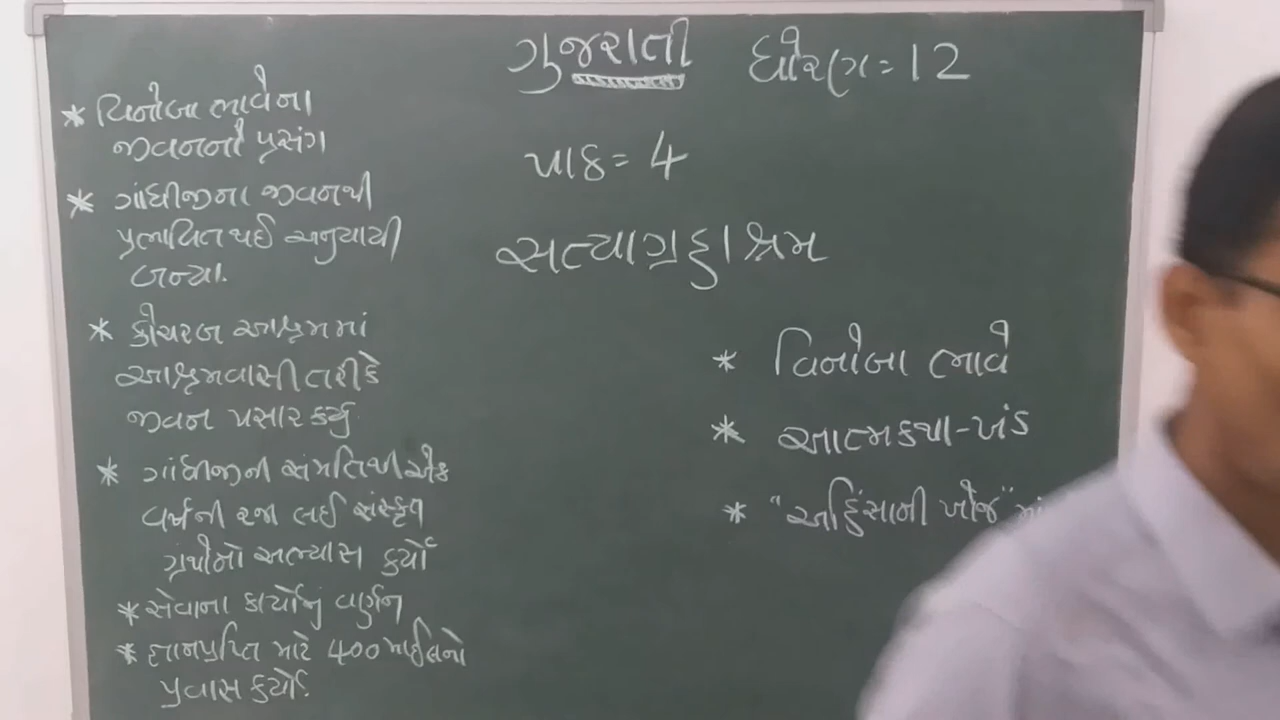 ગુજરાતી ધોરણ = 12
પાઠ = 4
સત્યાગ્રહાશ્રમ
* વિનોબા ભાવેના
જીવનનો પ્રસંગ
* ગાંધીજીના જીવનથી
પ્રભાવિત થઈ અનુયાયી
બન્યા.
* કોચરબ આશ્રમમાં
આશ્રમવાસી તરીકે
જીવન પસાર કર્યું
* ગાંધીજીની સંમતિથી એક
વર્ષની રજા લઈ સંસ્કૃત
ગ્રંથોનો અભ્યાસ કર્યો
* સેવાના કાર્યોનું વર્ણન
* જ્ઞાનપ્રપ્તિ માટે 400 માઈલનો
પ્રવાસ કર્યો.
* વિનોબા ભાવે
* આત્મકથા-ખંડ
* "અહિંસાની ખોજ"